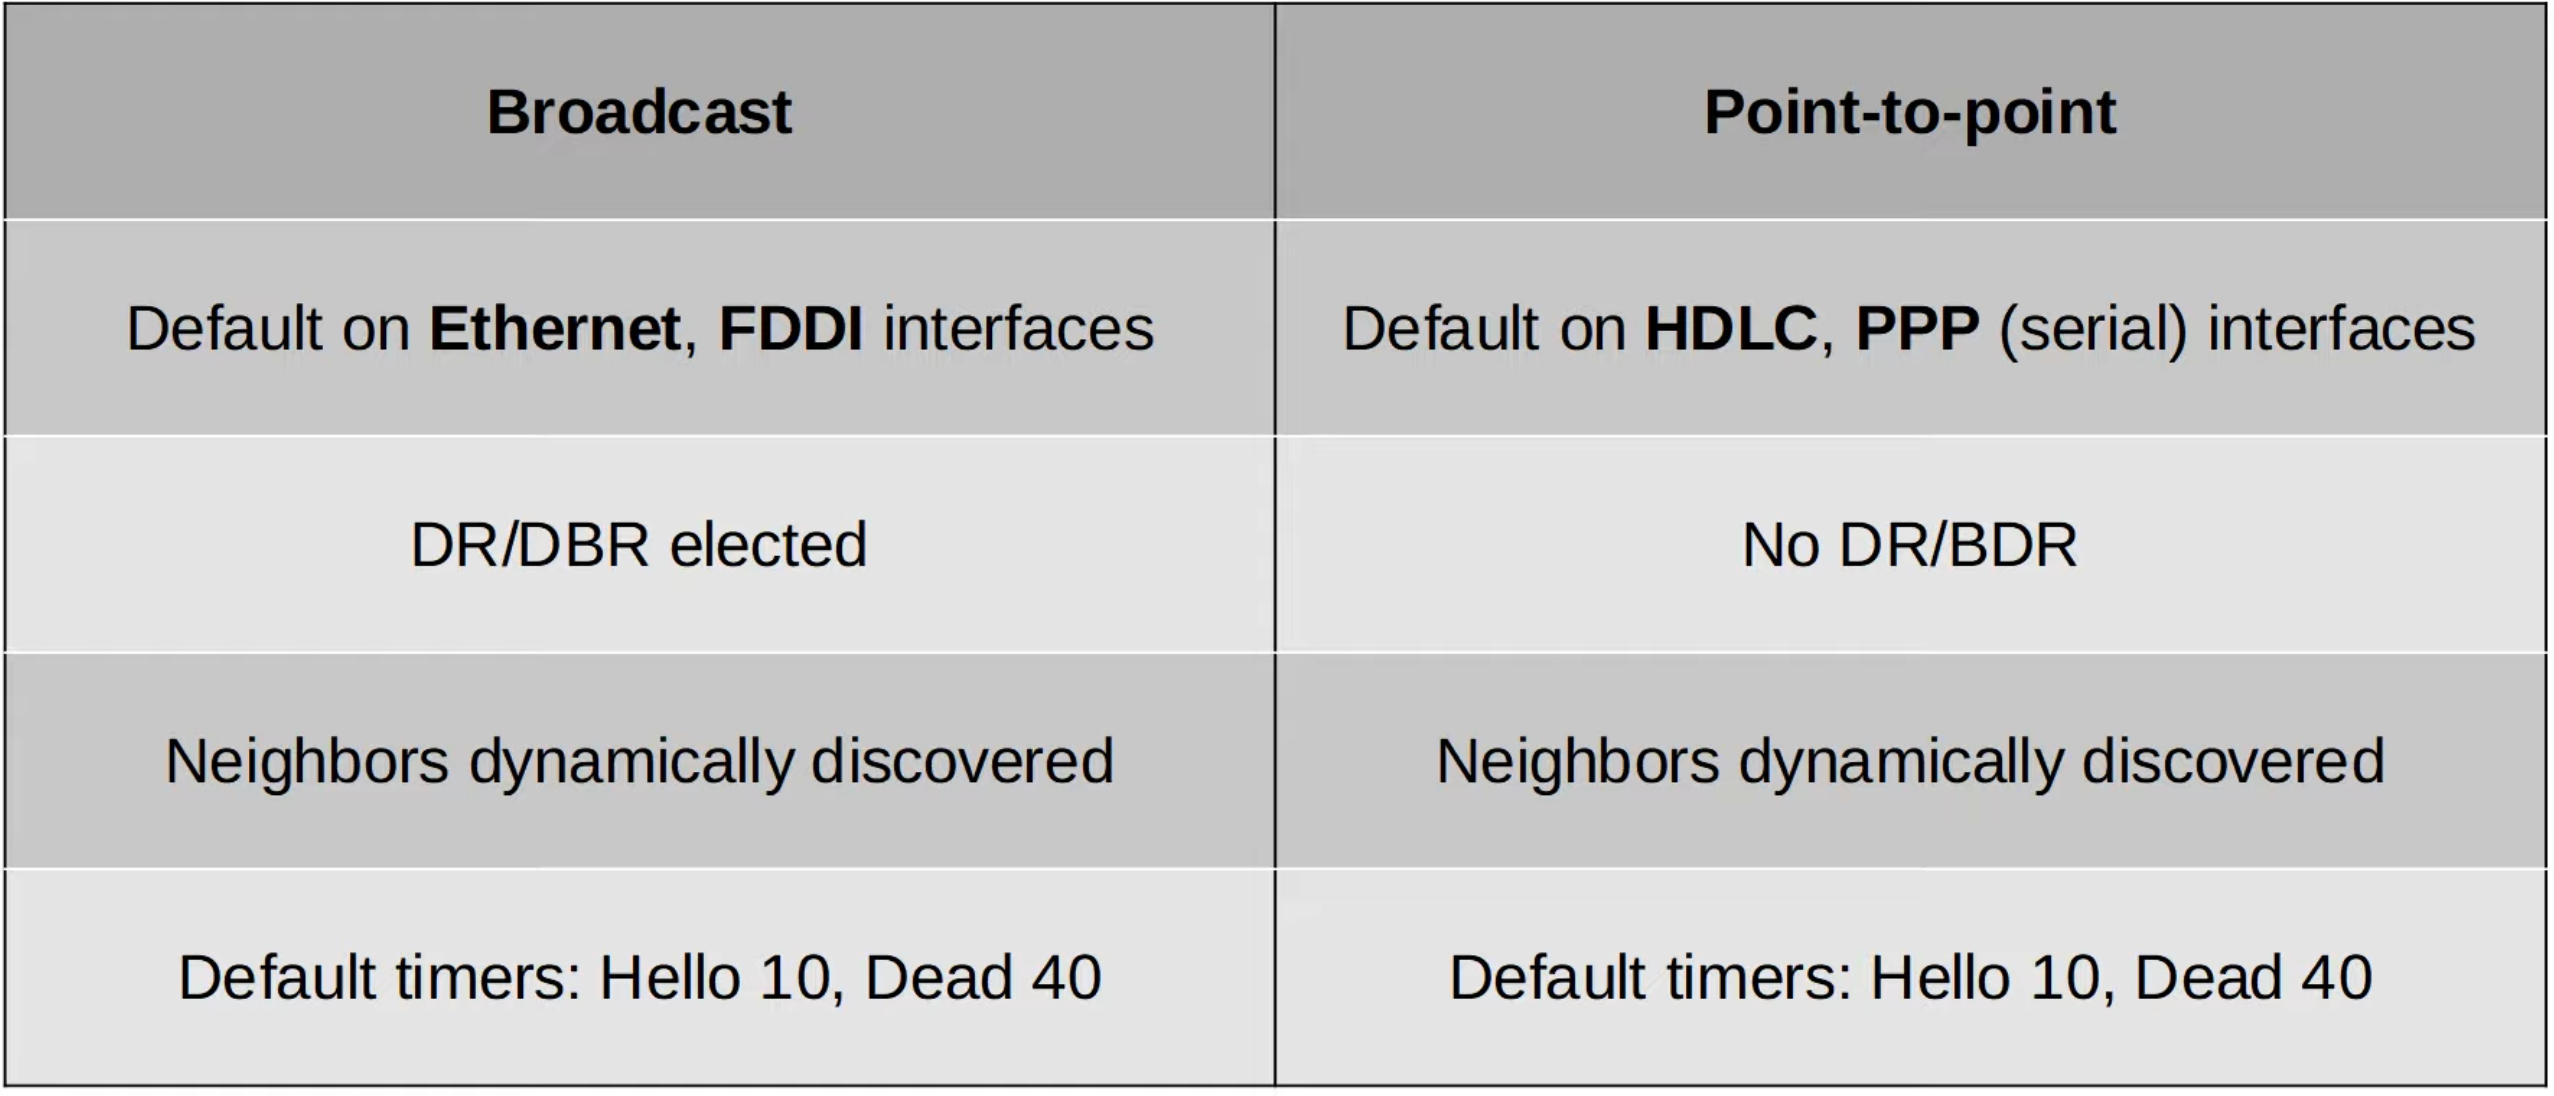 Broadcast
Point-to-point
Default on Ethernet, FDDI interfaces
Default on HDLC, PPP (serial) interfaces
DR/DBR elected
No DR/BDR
Neighbors dynamically discovered
Neighbors dynamically discovered
Default timers: Hello 10, Dead 40
Default timers: Hello 10, Dead 40